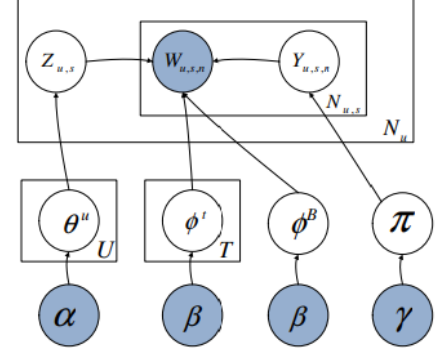 Z_{u,s} W_{u,s,n} Y_{u,s,n}
N_{u,s}
N_u
θ^u ϕ^t ϕ^B π
U T
α β β γ